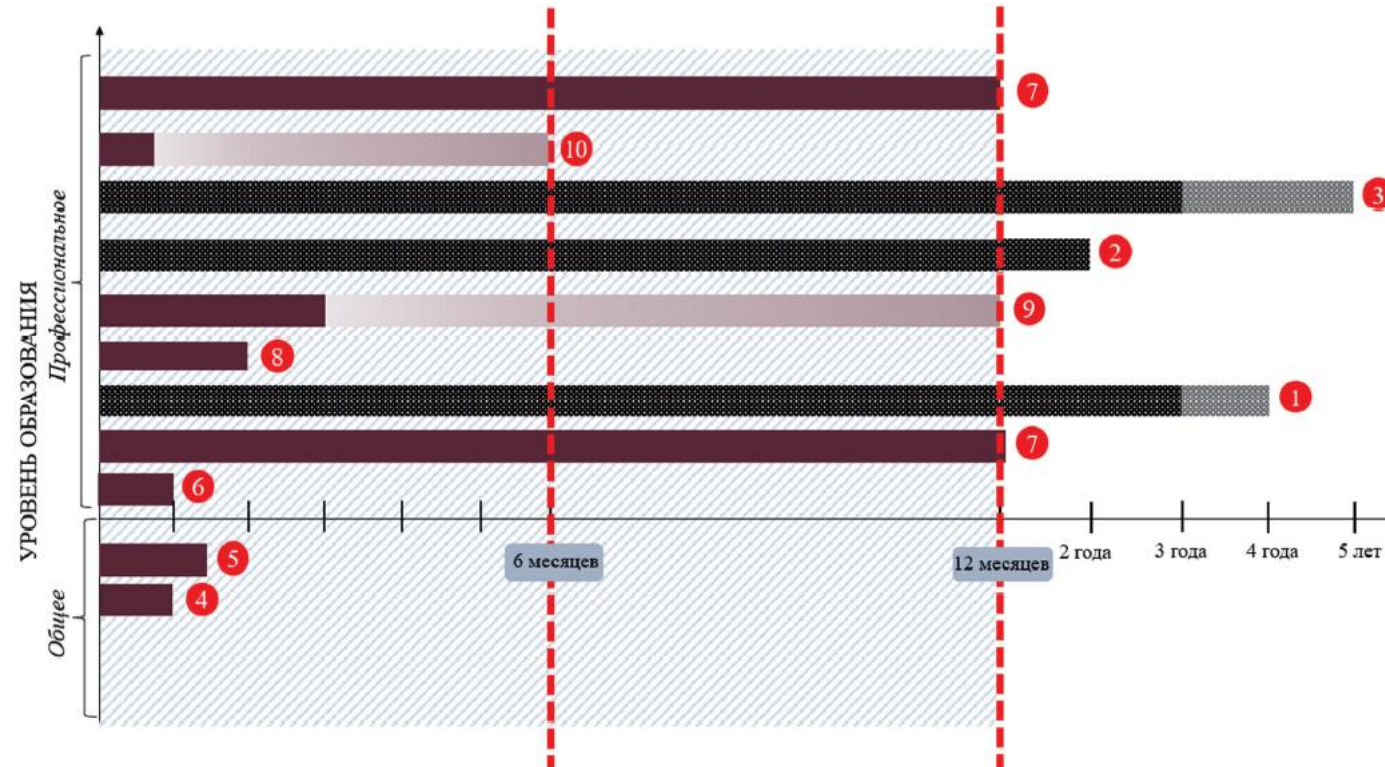 УРОВЕНЬ ОБРАЗОВАНИЯ
Профессиональное
Общее
7
10
3
2
9
8
1
7
6
5
4
6 месяцев
12 месяцев
2 года
3 года
4 года
5 лет